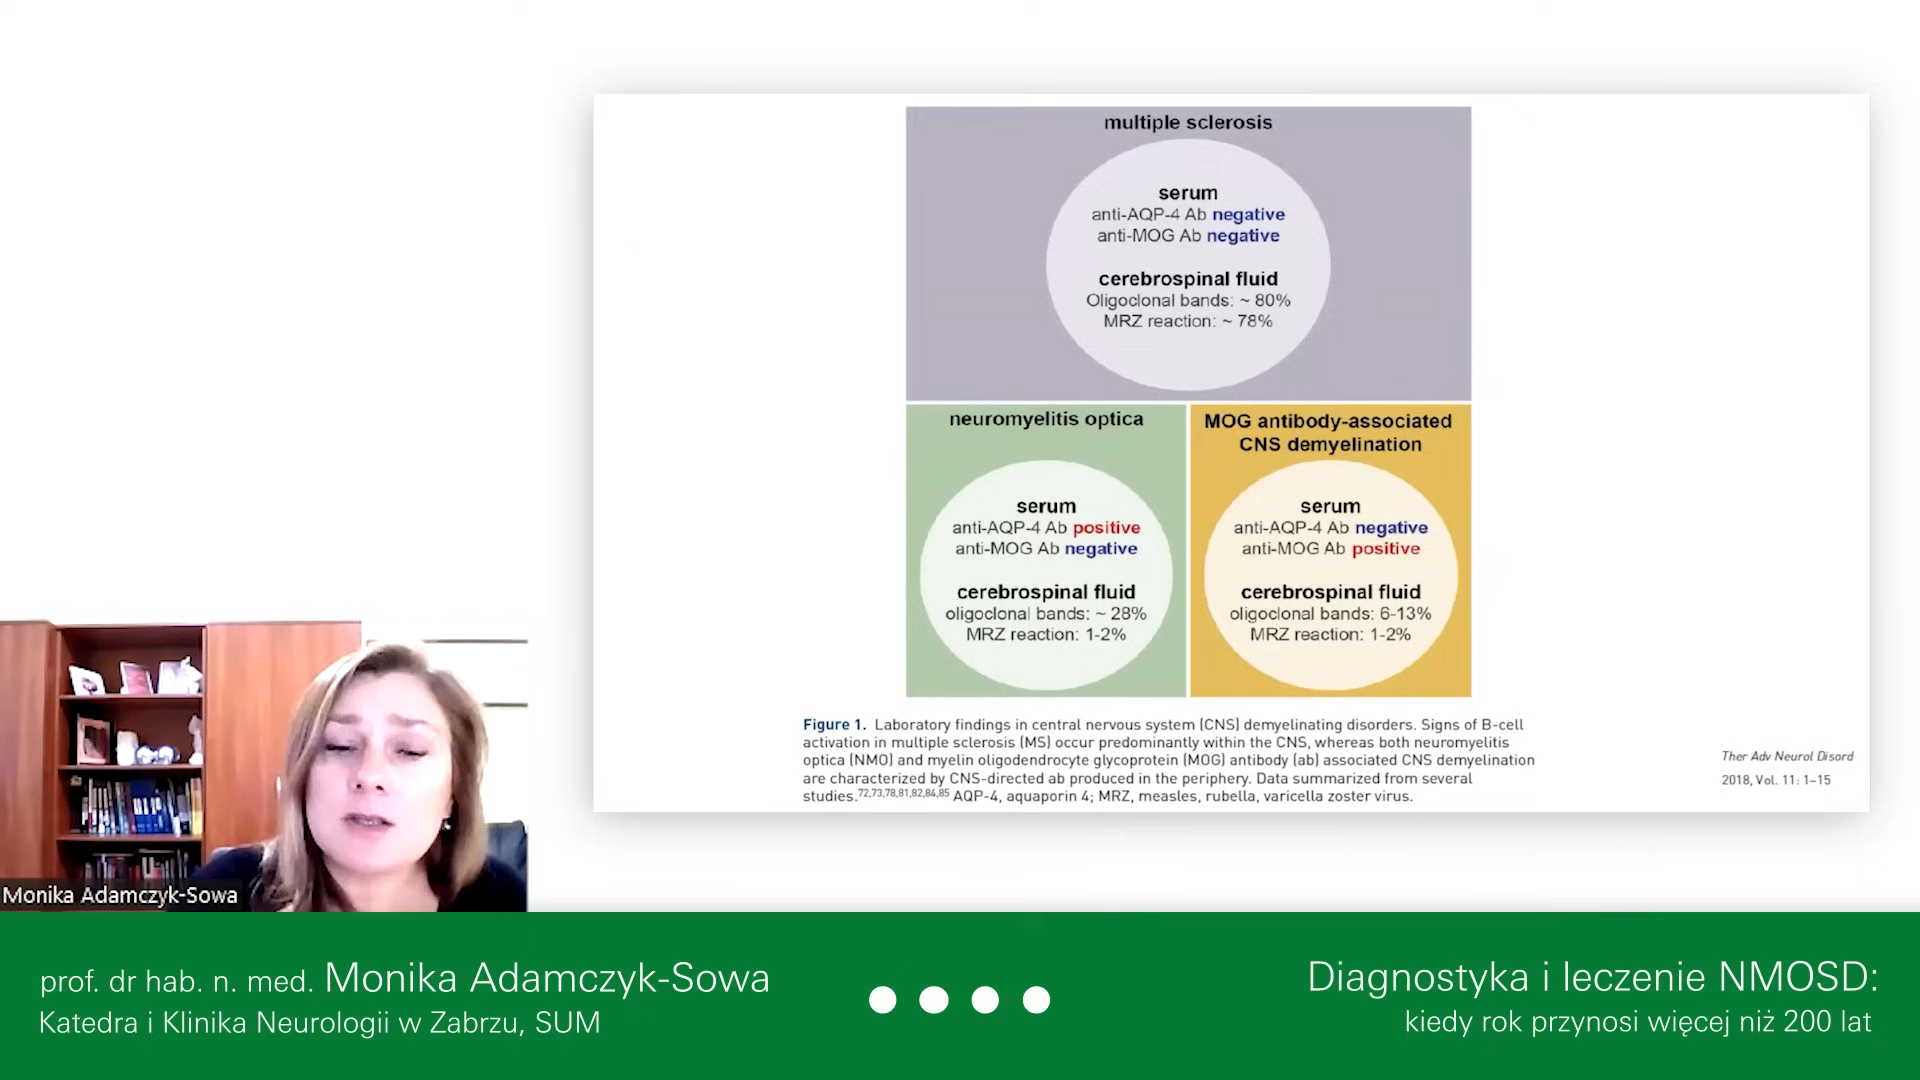 multiple sclerosis
serum
anti-AQP-4 Ab negative
anti-MOG Ab negative
cerebrospinal fluid
Oligoclonal bands: ~ 80%
MRZ reaction: ~ 78%
neuromyelitis optica
serum
anti-AQP-4 Ab positive
anti-MOG Ab negative
cerebrospinal fluid
oligoclonal bands: ~ 28%
MRZ reaction: 1-2%
MOG antibody-associated
CNS demyelination
serum
anti-AQP-4 Ab negative
anti-MOG Ab positive
cerebrospinal fluid
oligoclonal bands: 6-13%
MRZ reaction: 1-2%
Figure 1. Laboratory findings in central nervous system (CNS) demyelinating disorders. Signs of B-cell
activation in multiple sclerosis (MS) occur predominantly within the CNS, whereas both neuromyelitis
optica (NMO) and myelin oligodendrocyte glycoprotein (MOG) antibody (ab) associated CNS demyelination
are characterized by CNS-directed ab produced in the periphery. Data summarized from several
studies.72,73,78,81,82,84,85 AQP-4, aquaporin 4; MRZ, measles, rubella, varicella zoster virus.
Ther Adv Neurol Disord
2018, Vol. 11: 1–15
Monika Adamczyk-Sowa
prof. dr hab. n. med. Monika Adamczyk-Sowa
Katedra i Klinika Neurologii w Zabrzu, SUM
Diagnostyka i leczenie NMOSD:
kiedy rok przynosi więcej niż 200 lat